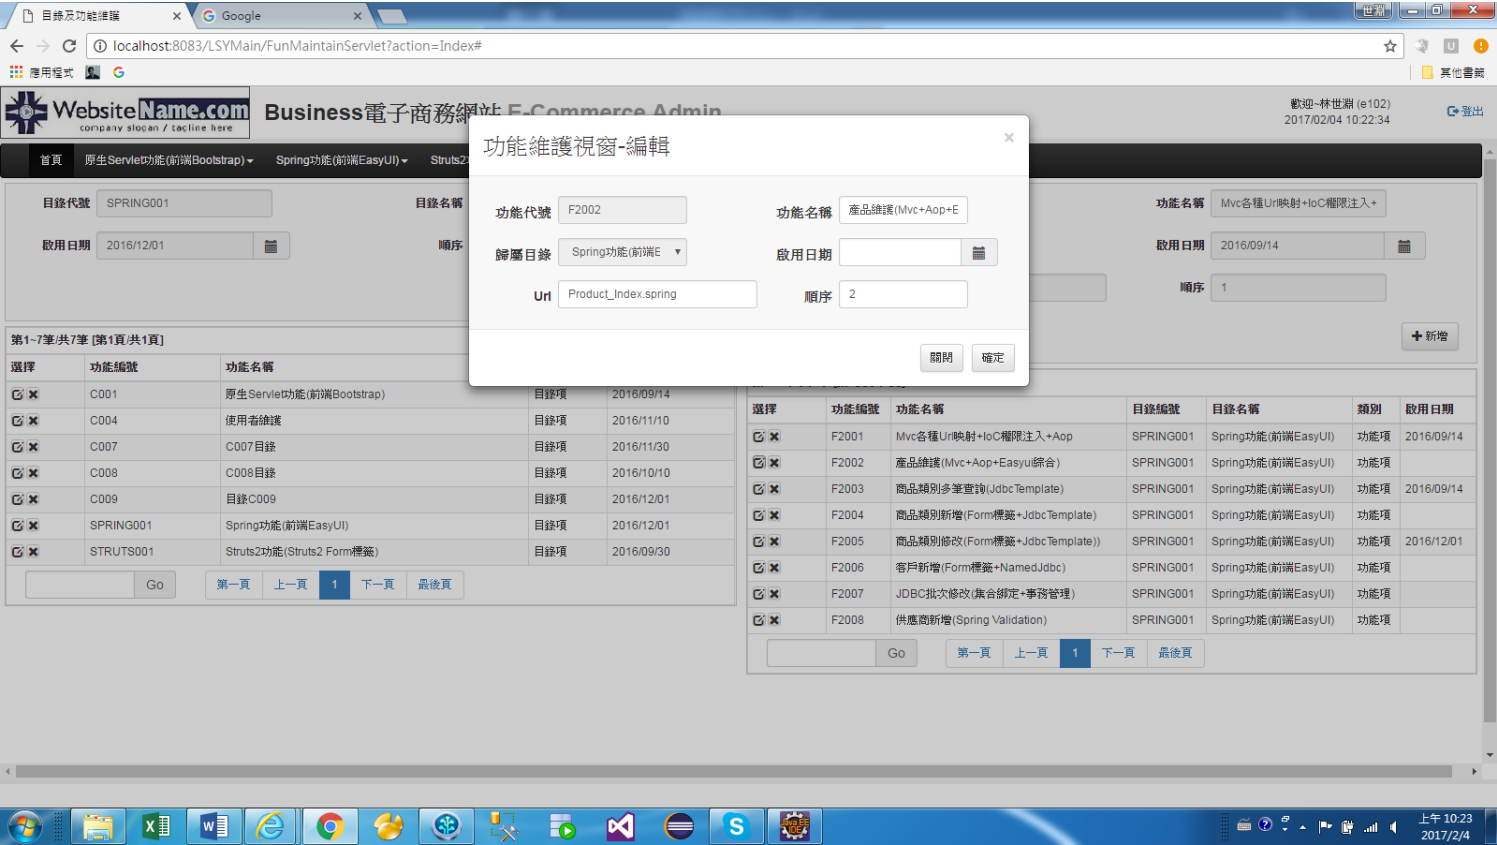 目錄及功能維護
Google
世淵
localhost:8083/LSYMain/FunMaintainServlet?action=Index#
應用程式
其他書籤
WebsiteName.com
company slogan / tagline here
Business電子商務網站 E-Commerce Admin
歡迎~林世淵 (e102)
2017/02/04 10:22:34
登出
首頁 原生Servlet功能(前端Bootstrap) Spring功能(前端EasyUI) Struts2
目錄代號 SPRING001 目錄名稱
啟用日期 2016/12/01 順序
功能名稱 Mvc各種Url映射+IoC權限注入+
啟用日期 2016/09/14
順序 1
新增
功能維護視窗-編輯
×
功能代號 F2002 功能名稱 產品維護(Mvc+Aop+E
歸屬目錄 Spring功能(前端E 啟用日期
Url Product_Index.spring 順序 2
關閉 確定
第1~7筆/共7筆 [第1頁/共1頁]
選擇 功能編號 功能名稱
C001 原生Servlet功能(前端Bootstrap) 目錄項 2016/09/14
C004 使用者維護 目錄項 2016/11/10
C007 C007目錄 目錄項 2016/11/30
C008 C008目錄 目錄項 2016/10/10
C009 目錄C009 目錄項 2016/12/01
SPRING001 Spring功能(前端EasyUI) 目錄項 2016/12/01
STRUTS001 Struts2功能(Struts2 Form標籤) 目錄項 2016/09/30
Go 第一頁 上一頁 1 下一頁 最後頁
選擇 功能編號 功能名稱 目錄編號 目錄名稱 類別 啟用日期
F2001 Mvc各種Url映射+IoC權限注入+Aop SPRING001 Spring功能(前端EasyUI) 功能項 2016/09/14
F2002 產品維護(Mvc+Aop+Easyui綜合) SPRING001 Spring功能(前端EasyUI) 功能項
F2003 商品類別多筆查詢(JdbcTemplate) SPRING001 Spring功能(前端EasyUI) 功能項 2016/09/14
F2004 商品類別新增(Form標籤+JdbcTemplate) SPRING001 Spring功能(前端EasyUI) 功能項
F2005 商品類別修改(Form標籤+JdbcTemplate)) SPRING001 Spring功能(前端EasyUI) 功能項 2016/12/01
F2006 客戶新增(Form標籤+NamedJdbc) SPRING001 Spring功能(前端EasyUI) 功能項
F2007 JDBC批次修改(集合綁定+事務管理) SPRING001 Spring功能(前端EasyUI) 功能項
F2008 供應商新增(Spring Validation) SPRING001 Spring功能(前端EasyUI) 功能項
Go 第一頁 上一頁 1 下一頁 最後頁
Java EE
IDE
上午 10:23
2017/2/4